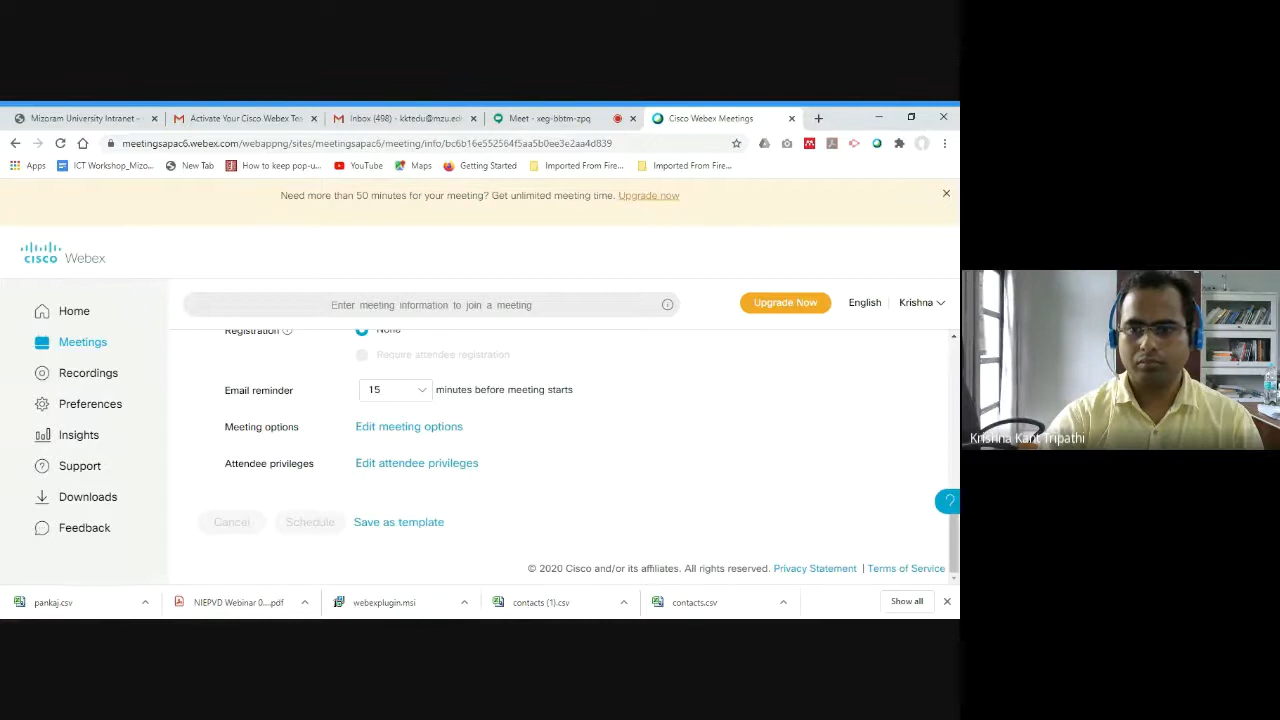 Mizoram University Intranet -
Activate Your Cisco Webex Tea
Inbox (498) - kktedu@mzu.ed
Meet - xeg-bbtm-zpq
Cisco Webex Meetings
meetingsapac6.webex.com/webappng/sites/meetingsapac6/meeting/info/bc6b16e552564f5aa5b0ee3e2aa4d839
Apps
ICT Workshop_Mizo...
New Tab
How to keep pop-u...
YouTube
Maps
Getting Started
Imported From Fire...
Imported From Fire...
Need more than 50 minutes for your meeting? Get unlimited meeting time. Upgrade now
CISCO Webex
Enter meeting information to join a meeting
Upgrade Now
English
Krishna
Home
Meetings
Recordings
Preferences
Insights
Support
Downloads
Feedback
Registration
None
Require attendee registration
Email reminder 15 minutes before meeting starts
Meeting options Edit meeting options
Attendee privileges Edit attendee privileges
Cancel Schedule Save as template
© 2020 Cisco and/or its affiliates. All rights reserved. Privacy Statement | Terms of Service
pankaj.csv
NIEPVD Webinar 0....pdf
webexplugin.msi
contacts (1).csv
contacts.csv
Show all
Krishna Kant Tripathi